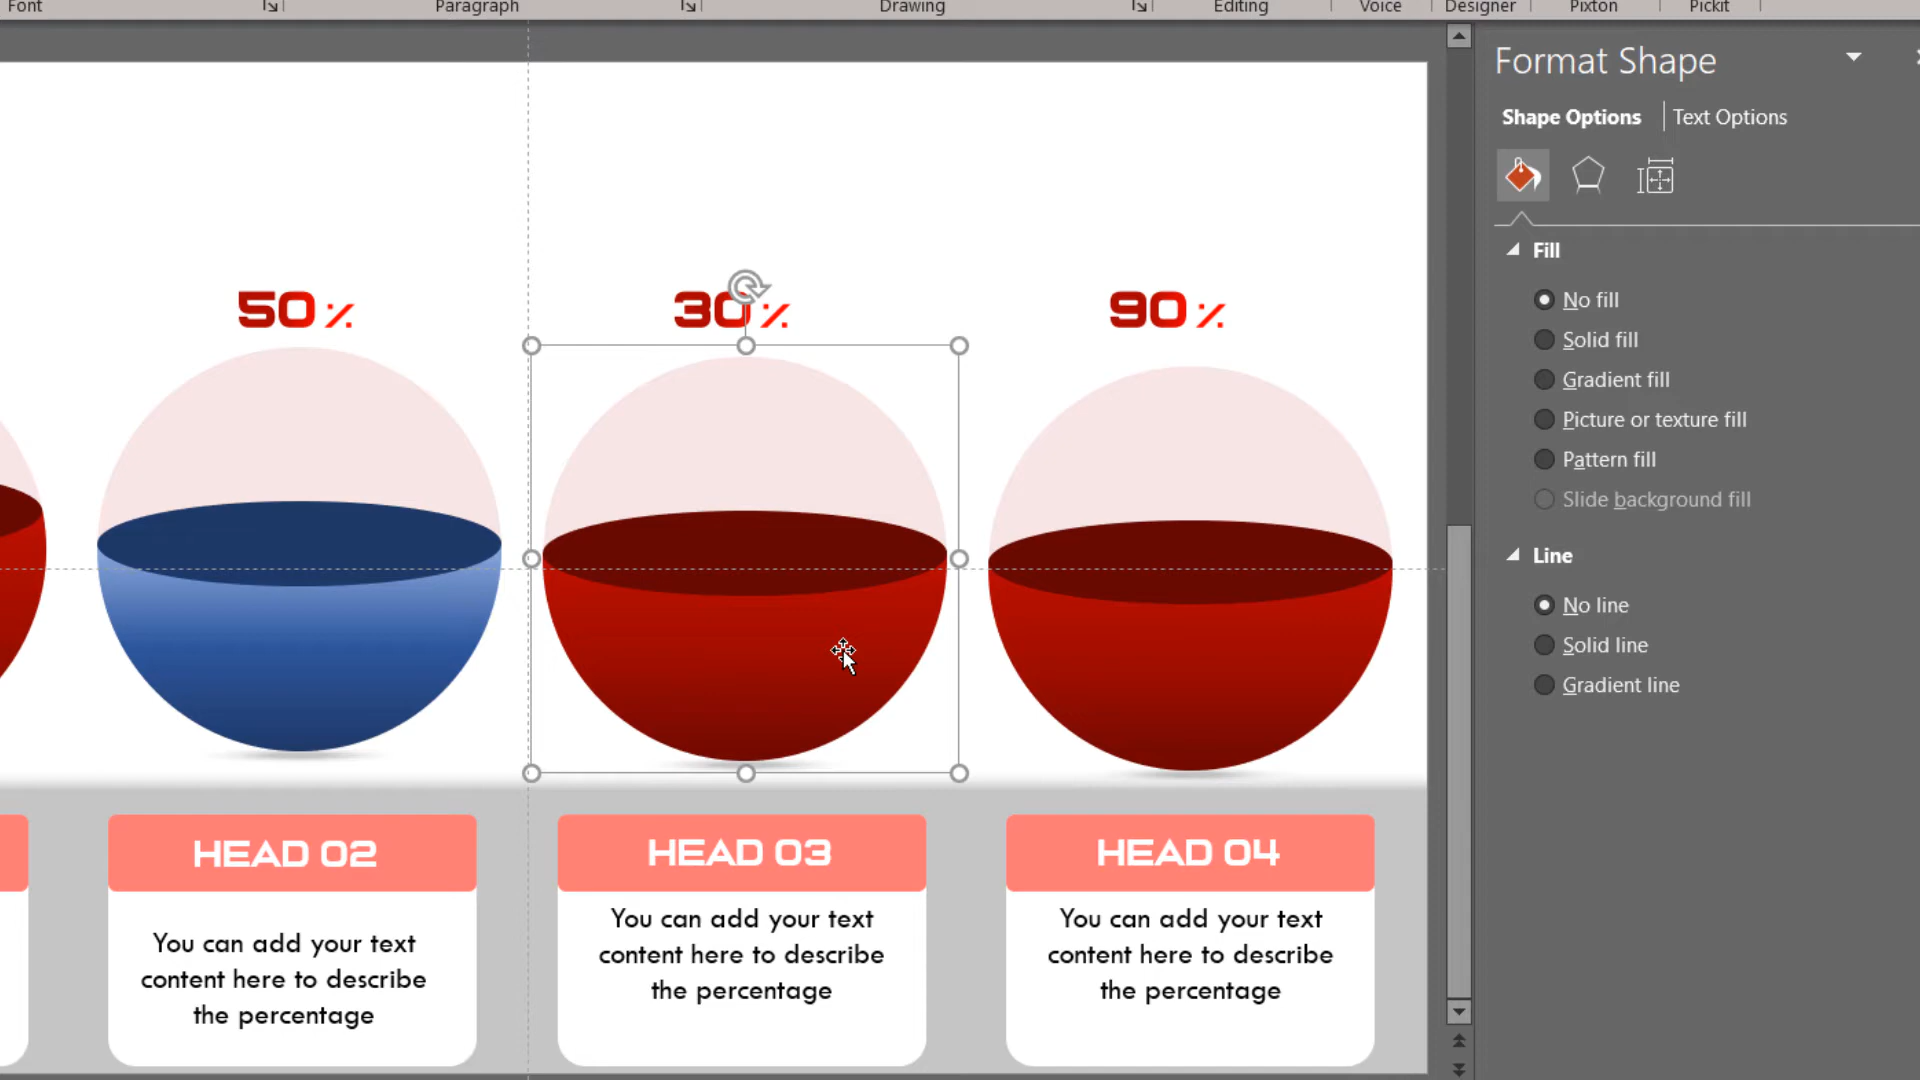 Font
Paragraph
Drawing
Editing
Voice
Designer
Pixton
Pickit
Format Shape
Shape Options
Text Options
Fill
No fill
Solid fill
Gradient fill
Picture or texture fill
Pattern fill
Slide background fill
Line
No line
Solid line
Gradient line
50%
30%
90%
HEAD 02
You can add your text
content here to describe
the percentage
HEAD 03
You can add your text
content here to describe
the percentage
HEAD 04
You can add your text
content here to describe
the percentage